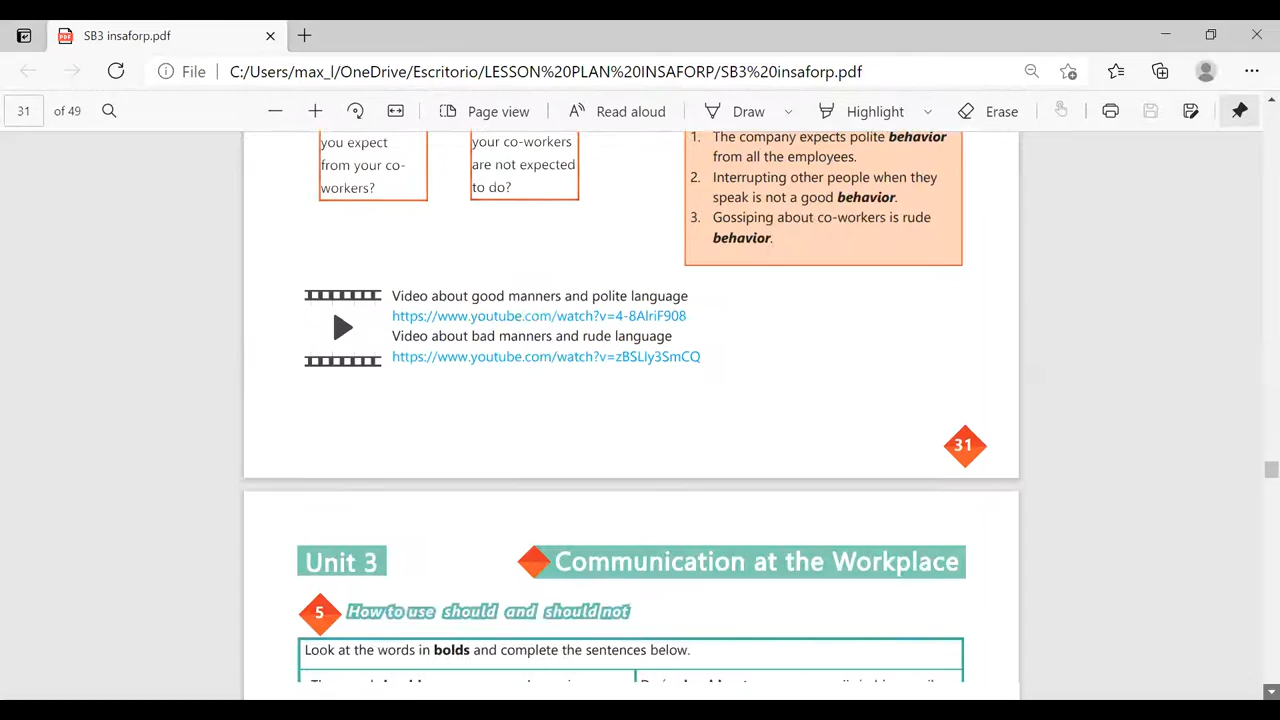 SB3 insaforp.pdf
File
C:/Users/max_l/OneDrive/Escritorio/LESSON%20PLAN%20INSAFORP/SB3%20insaforp.pdf
31 of 49
Page view
Read aloud
Draw
Highlight
Erase
you expect
from your co-
workers?
your co-workers
are not expected
to do?
1. The company expects polite behavior
from all the employees.
2. Interrupting other people when they
speak is not a good behavior.
3. Gossiping about co-workers is rude
behavior.
Video about good manners and polite language
https://www.youtube.com/watch?v=4-8AlriF908
Video about bad manners and rude language
https://www.youtube.com/watch?v=zBSLIy3SmCQ
31
Unit 3
Communication at the Workplace
5 How to use should and should not
Look at the words in bolds and complete the sentences below.